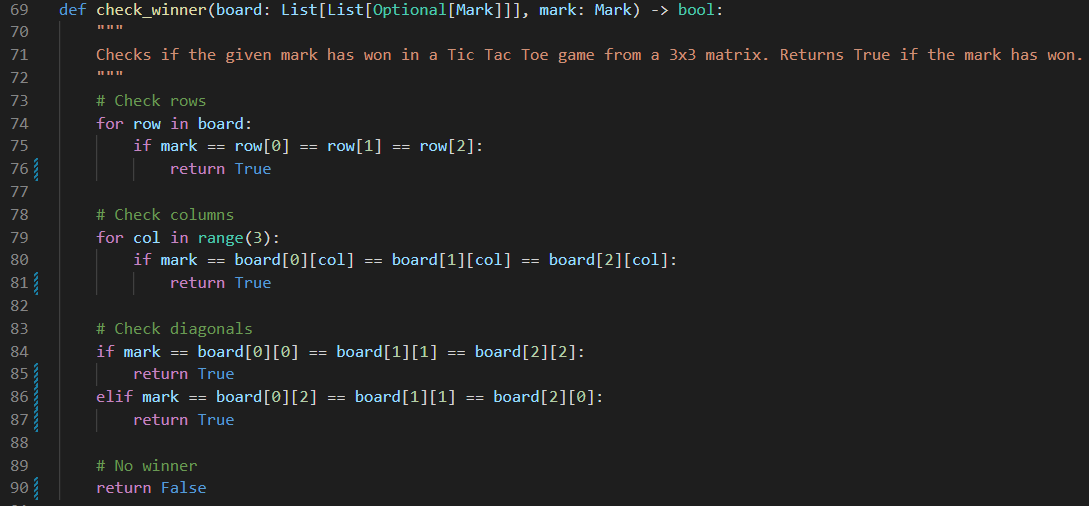 69 def check_winner(board: List[List[Optional[Mark]]], mark: Mark) -> bool:
70     """
71     Checks if the given mark has won in a Tic Tac Toe game from a 3x3 matrix. Returns True if the mark has won.
72     """
73     # Check rows
74     for row in board:
75         if mark == row[0] == row[1] == row[2]:
76             return True
77
78     # Check columns
79     for col in range(3):
80         if mark == board[0][col] == board[1][col] == board[2][col]:
81             return True
82
83     # Check diagonals
84     if mark == board[0][0] == board[1][1] == board[2][2]:
85         return True
86     elif mark == board[0][2] == board[1][1] == board[2][0]:
87         return True
88
89     # No winner
90     return False